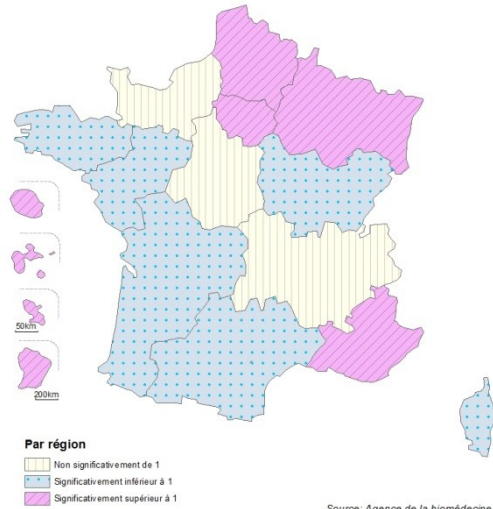 50km
200km
Par région
Non significativement de 1
Significativement inférieur à 1
Significativement supérieur à 1
Source: Agence de la biomédecine